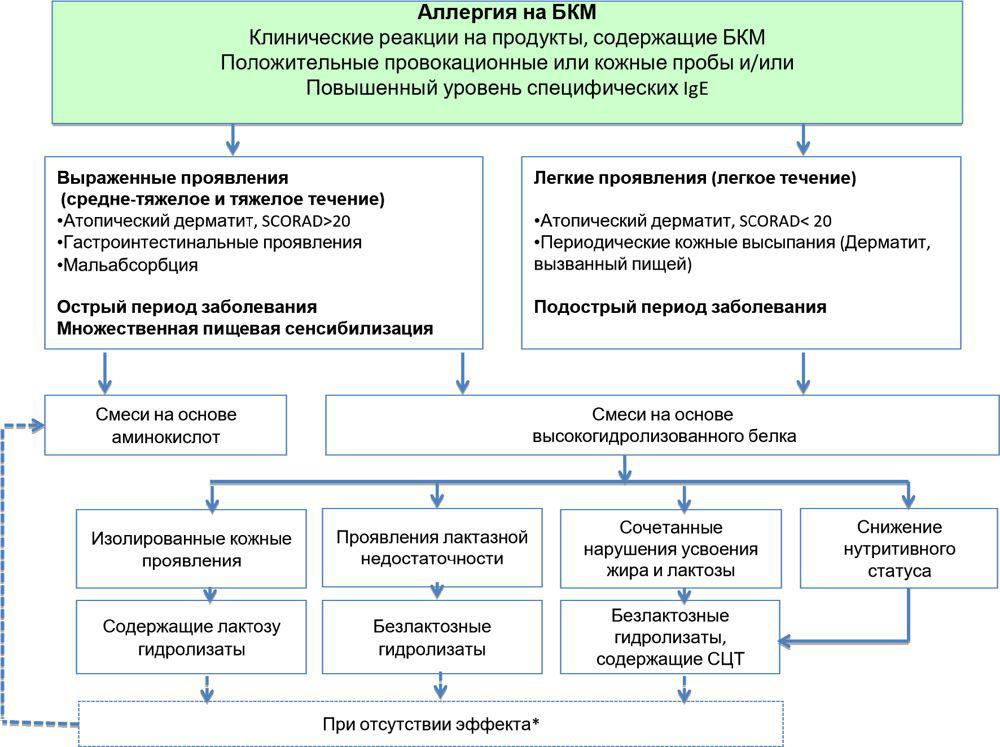 Аллергия на БКМ
Клинические реакции на продукты, содержащие БКМ
Положительные провокационные или кожные пробы и/или
Повышенный уровень специфических IgE
Выраженные проявления
(средне-тяжелое и тяжелое течение)
•Атопический дерматит, SCORAD>20
•Гастроинтестинальные проявления
•Мальабсорбция
Острый период заболевания
Множественная пищевая сенсибилизация
Легкие проявления (легкое течение)
•Атопический дерматит, SCORAD< 20
•Периодические кожные высыпания (Дерматит,
вызванный пищей)
Подострый период заболевания
Смеси на основе
аминокислот
Смеси на основе
высокогидролизованного белка
Изолированные кожные
проявления
Проявления лактазной
недостаточности
Сочетанные
нарушения усвоения
жира и лактозы
Снижение
нутритивного
статуса
Содержащие лактозу
гидролизаты
Безлактозные
гидролизаты
Безлактозные
гидролизаты,
содержащие СЦТ
При отсутствии эффекта*